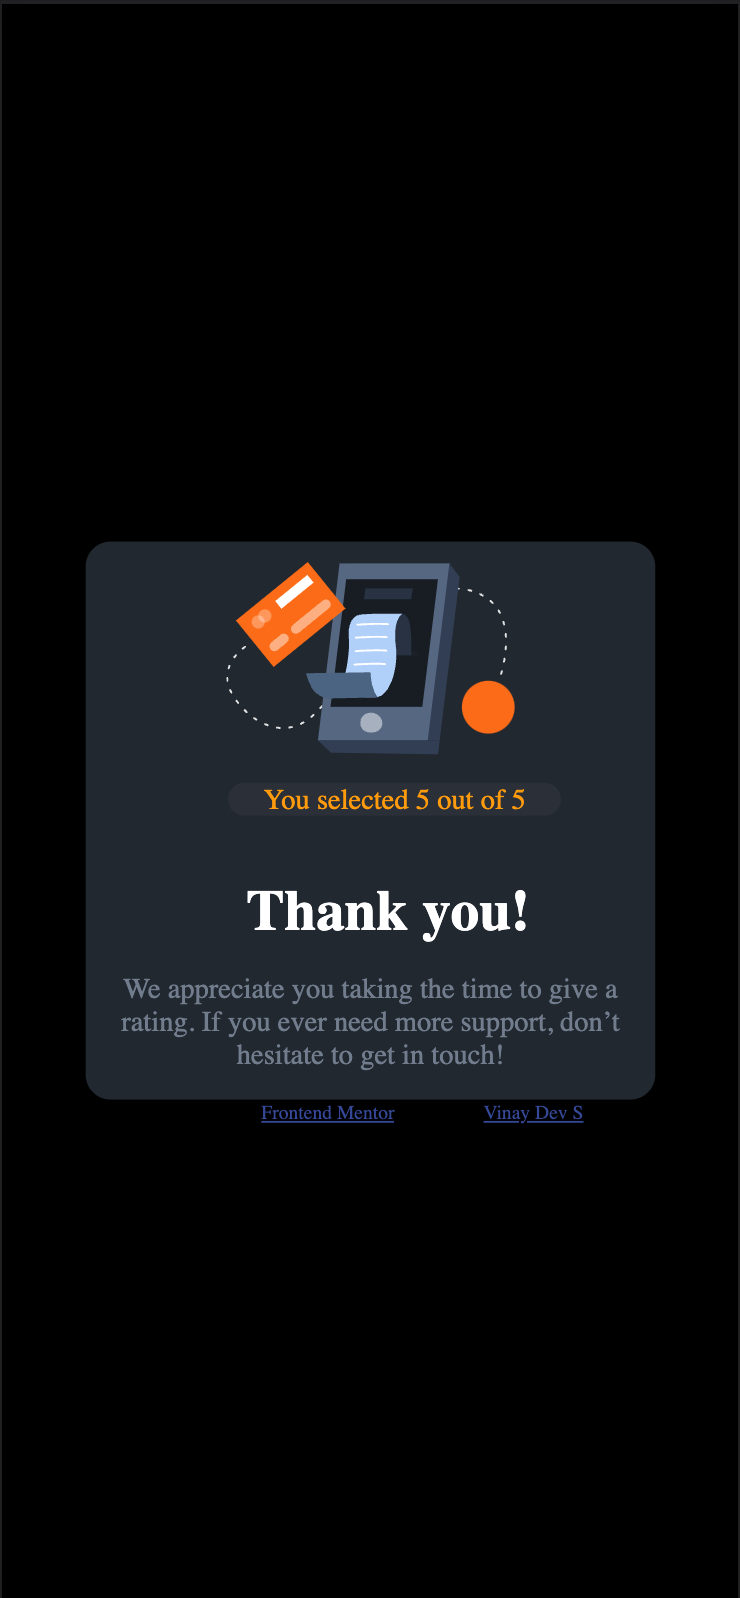 You selected 5 out of 5
Thank you!
We appreciate you taking the time to give a
rating. If you ever need more support, don’t
hesitate to get in touch!
Frontend Mentor
Vinay Dev S